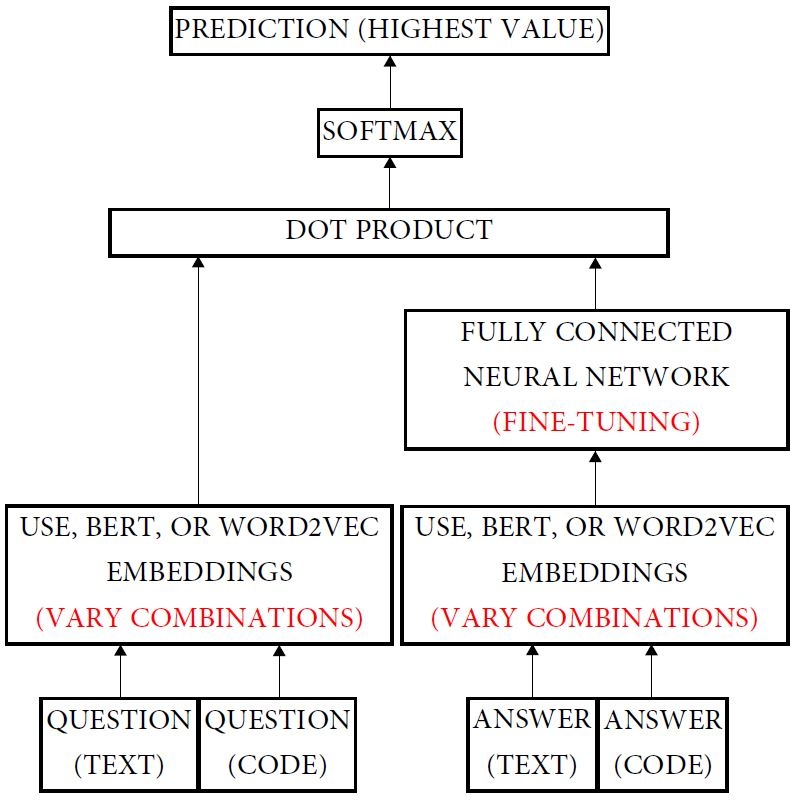 PREDICTION (HIGHEST VALUE)
SOFTMAX
DOT PRODUCT
FULLY CONNECTED
NEURAL NETWORK
(FINE-TUNING)
USE, BERT, OR WORD2VEC
EMBEDDINGS
(VARY COMBINATIONS)
USE, BERT, OR WORD2VEC
EMBEDDINGS
(VARY COMBINATIONS)
QUESTION
(TEXT)
QUESTION
(CODE)
ANSWER
(TEXT)
ANSWER
(CODE)